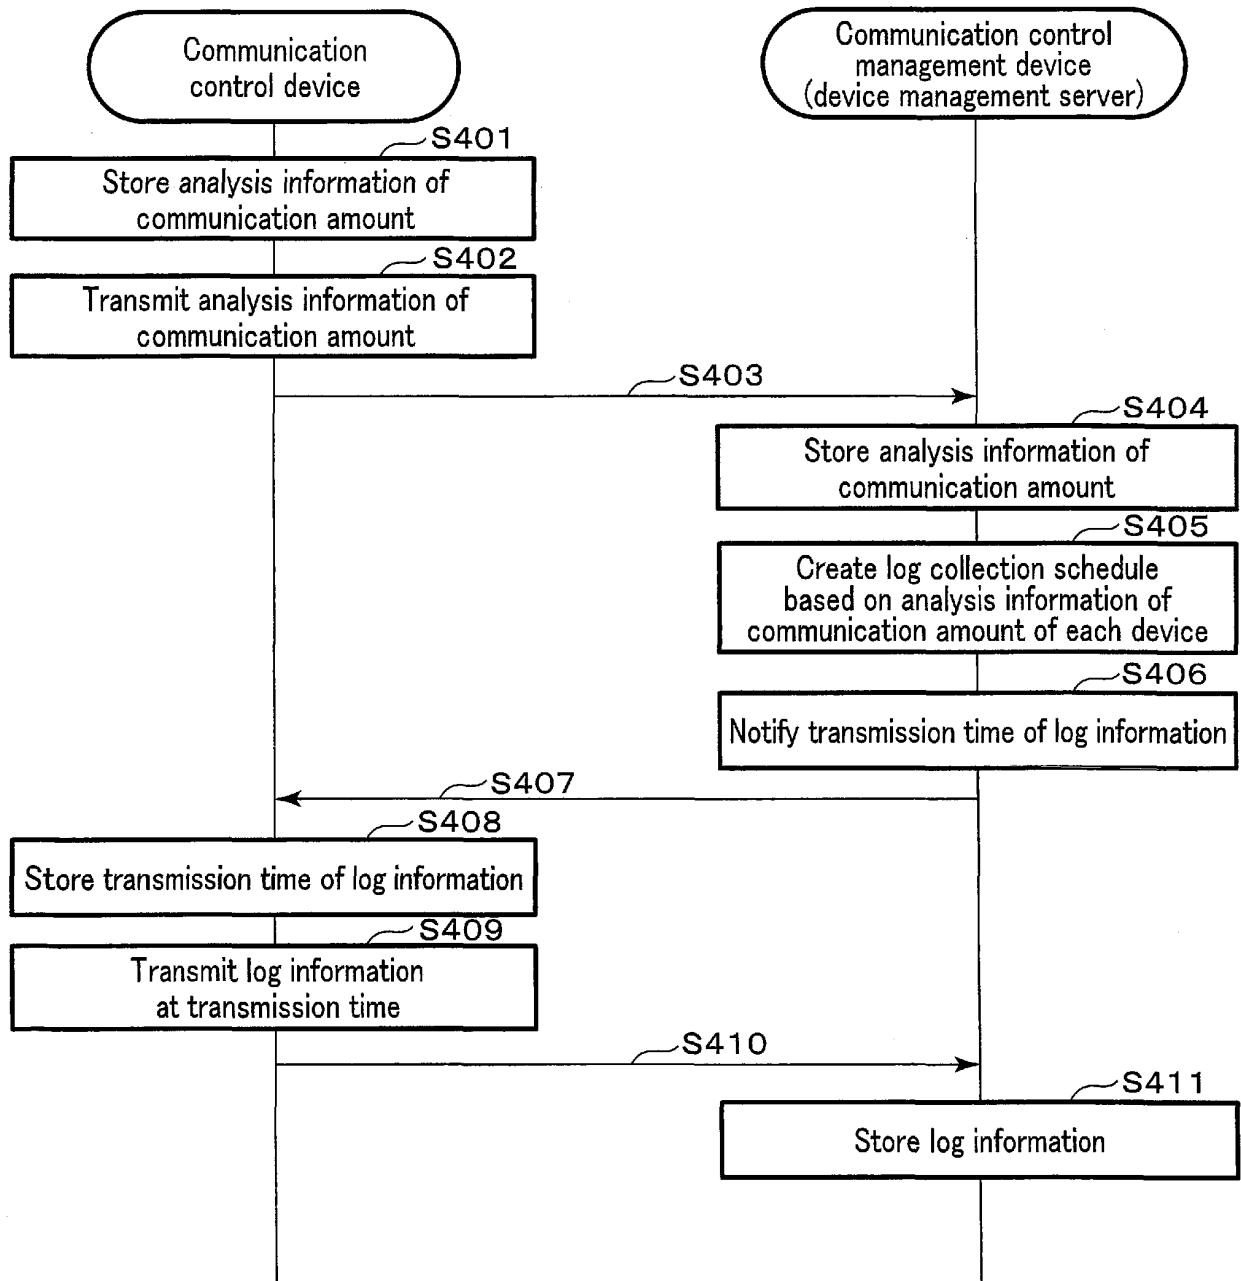 Communication
control device
Communication control
management device
(device management server)
S401
Store analysis information of
communication amount
S402
Transmit analysis information of
communication amount
S403
S404
Store analysis information of
communication amount
S405
Create log collection schedule
based on analysis information of
communication amount of each device
S406
Notify transmission time of log information
S407
S408
Store transmission time of log information
S409
Transmit log information
at transmission time
S410
S411
Store log information